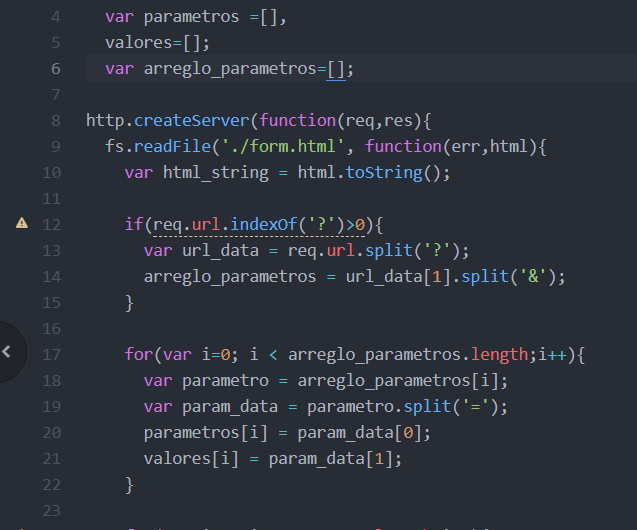 4 var parametros =[],
5 valores=[];
6 var arreglo_parametros=[];
7
8 http.createServer(function(req,res){
9 fs.readFile('./form.html', function(err,html){
10 var html_string = html.toString();
11
12 if(req.url.indexOf('?')>0){
13 var url_data = req.url.split('?');
14 arreglo_parametros = url_data[1].split('&');
15 }
16
17 for(var i=0; i < arreglo_parametros.length;i++){
18 var parametro = arreglo_parametros[i];
19 var param_data = parametro.split('=');
20 parametros[i] = param_data[0];
21 valores[i] = param_data[1];
22 }
23